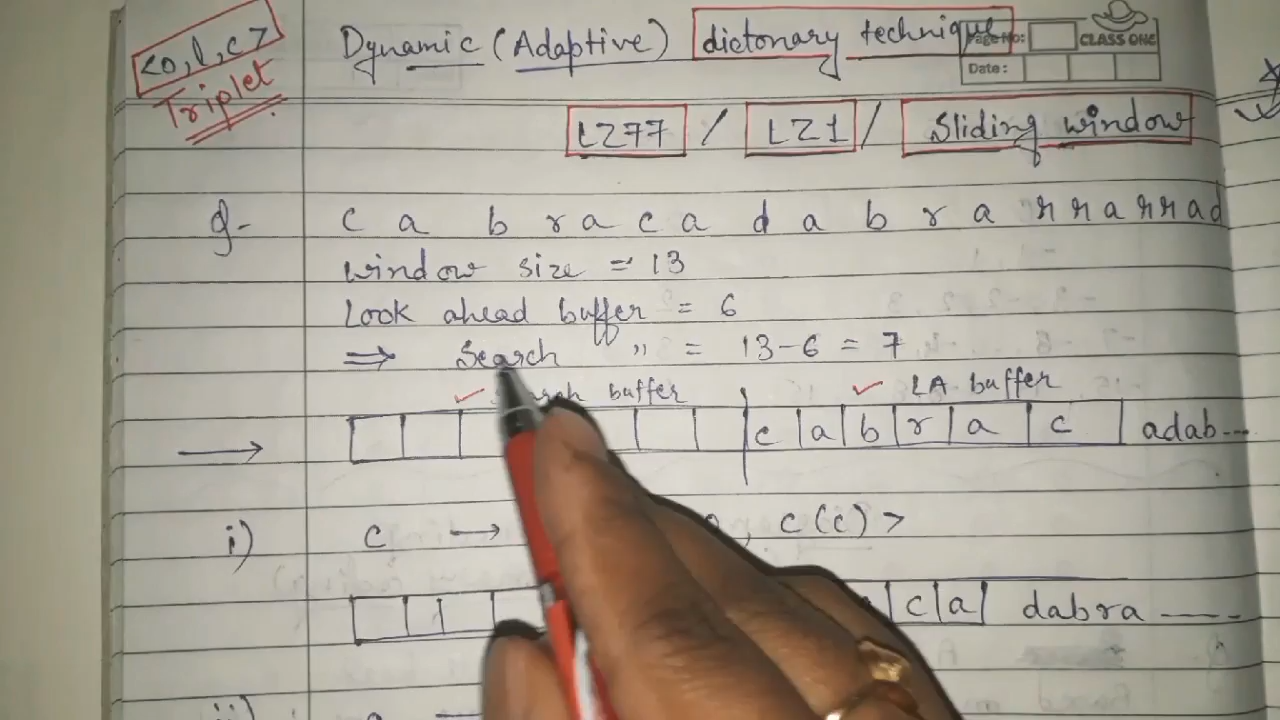 <o,l,c>
Triplet
Dynamic (Adaptive) dictonary technique
Page No:
CLASS ONE
Date:
LZ77 / LZ1 / Sliding window
Q- c a b r a c a d a b r a r r a r r a d
window size = 13
Look ahead buffer = 6
⇒ Search " = 13-6 = 7
buffer
LA buffer
c a b r a c adab---
i) c → , c(c)>
c a dabra ----
ii)